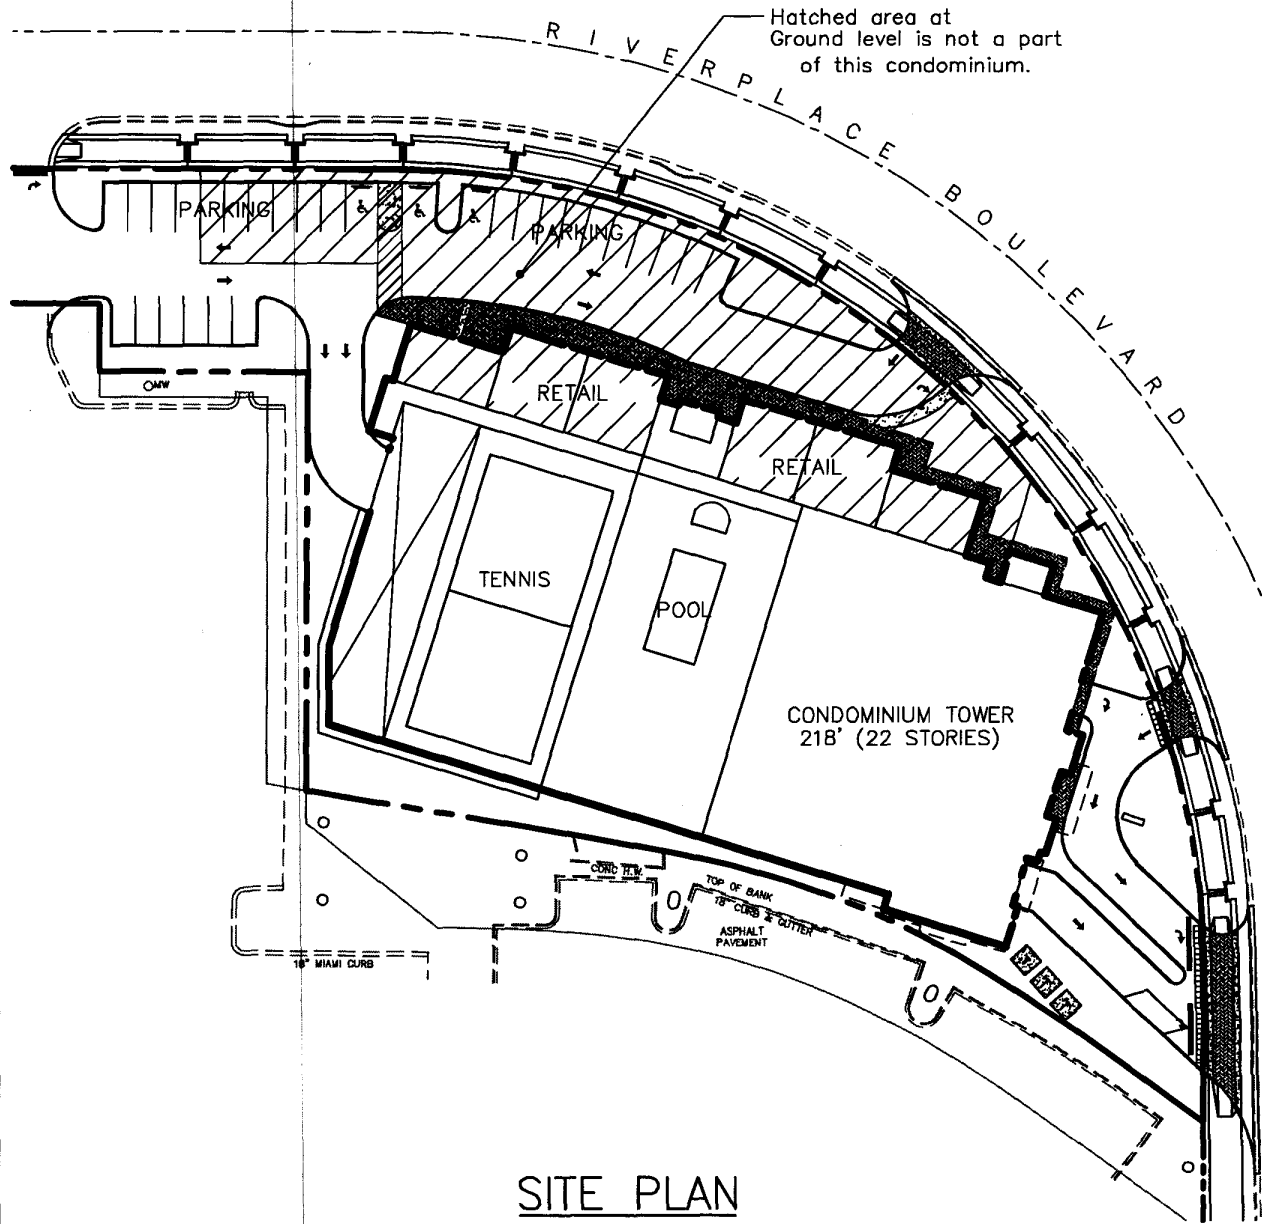 Hatched area at
Ground level is not a part
of this condominium.
RIVERPLACE BOULEVARD
PARKING
PARKING
MW
RETAIL
RETAIL
TENNIS
POOL
CONDOMINIUM TOWER
218' (22 STORIES)
CONC H.W.
TOP OF BANK
18" CURB & GUTTER
ASPHALT
PAVEMENT
18" MIAMI CURB
SITE PLAN